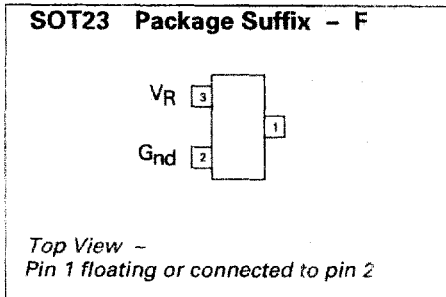 SOT23 Package Suffix – F
VR 3
1
Gnd 2
Top View –
Pin 1 floating or connected to pin 2